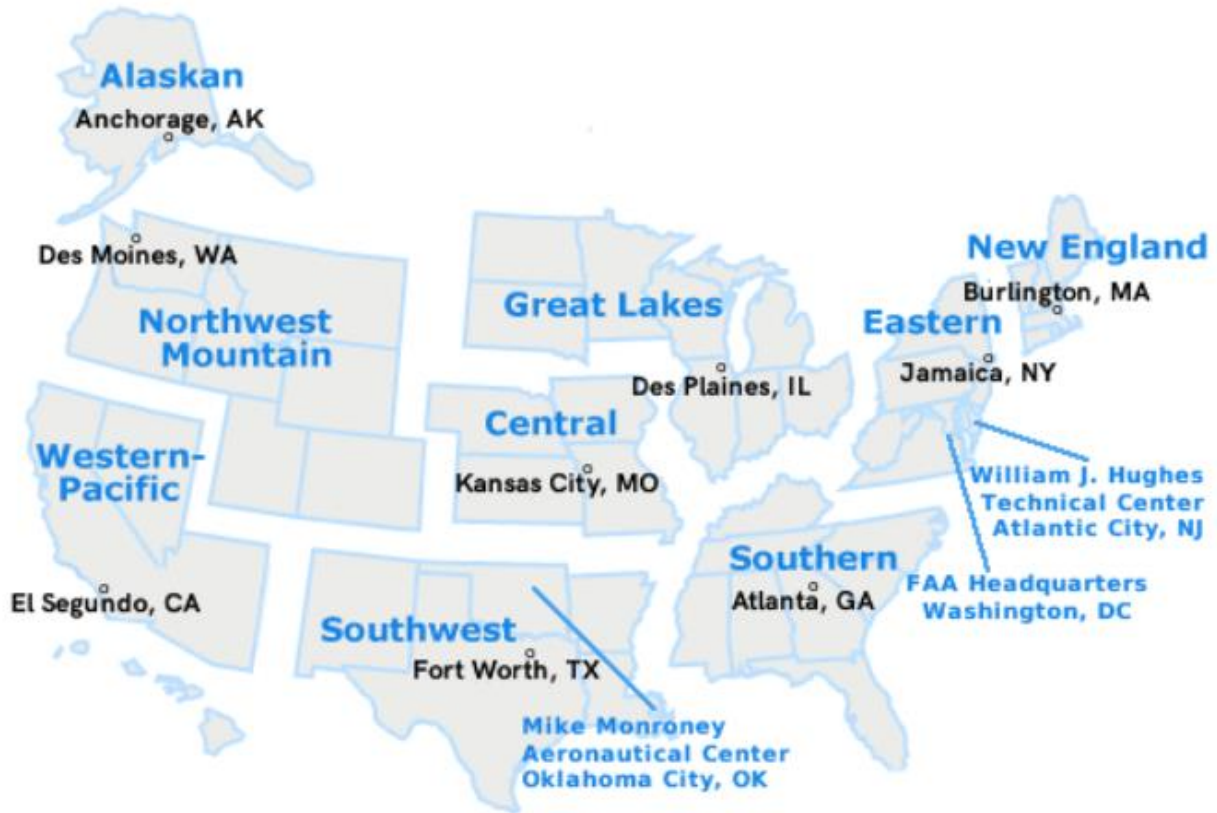 Alaskan
Anchorage, AK
Des Moines, WA
Northwest
Mountain
Great Lakes
New England
Burlington, MA
Eastern
Jamaica, NY
Des Plaines, IL
Central
Kansas City, MO
Western-
Pacific
El Segundo, CA
William J. Hughes
Technical Center
Atlantic City, NJ
Southern
Atlanta, GA
FAA Headquarters
Washington, DC
Southwest
Fort Worth, TX
Mike Monroney
Aeronautical Center
Oklahoma City, OK